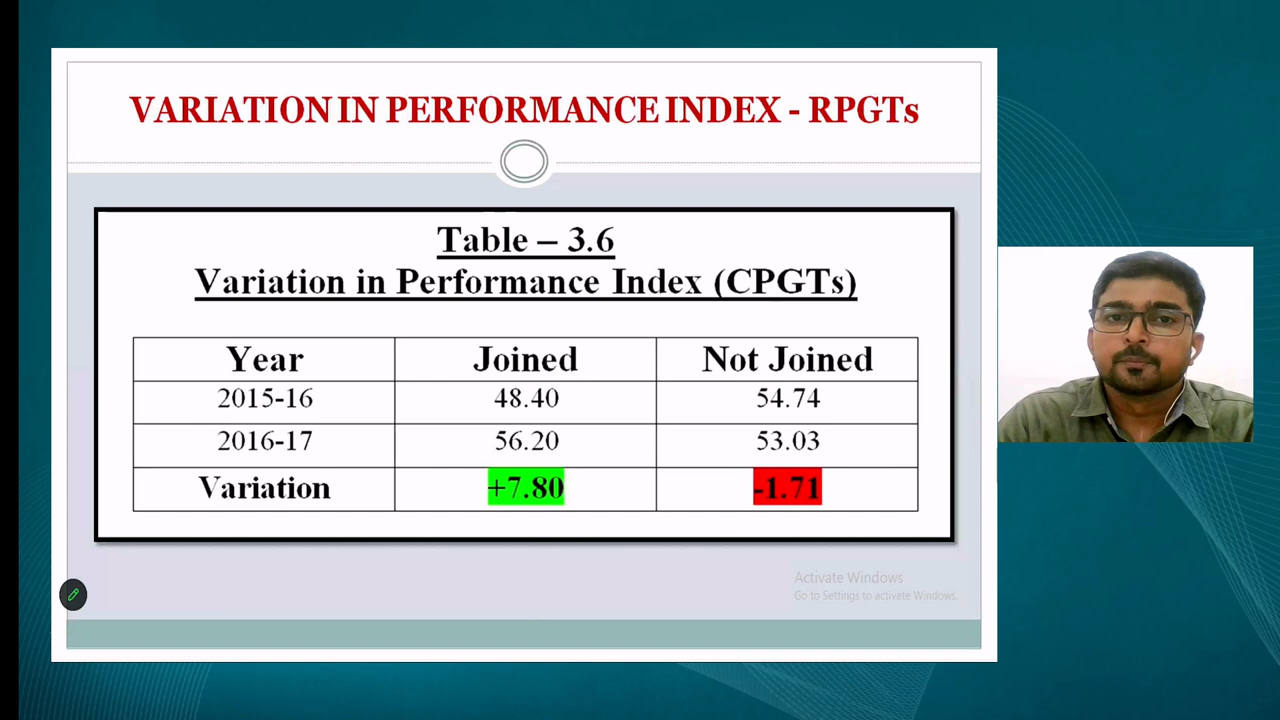 VARIATION IN PERFORMANCE INDEX - RPGTs
Table – 3.6
Variation in Performance Index (CPGTs)
Year Joined Not Joined
2015-16 48.40 54.74
2016-17 56.20 53.03
Variation +7.80 -1.71
Activate Windows
Go to Settings to activate Windows.